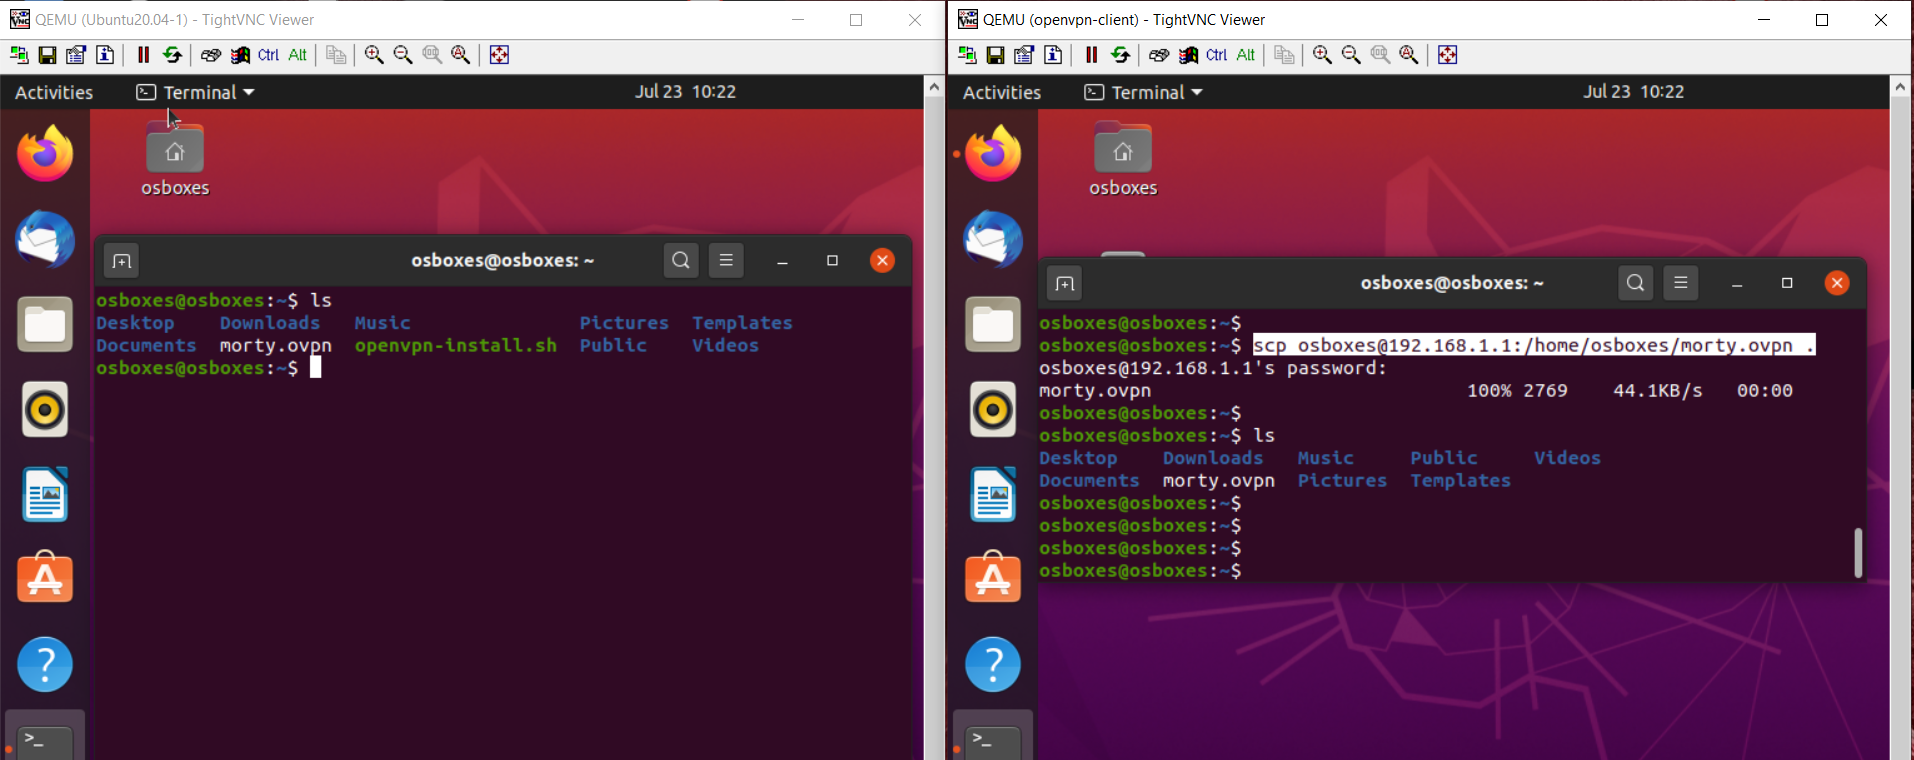 QEMU (Ubuntu20.04-1) - TightVNC Viewer
Ctrl Alt
Activities Terminal Jul 23 10:22
osboxes
osboxes@osboxes: ~
osboxes@osboxes:~$ ls
Desktop Downloads Music Pictures Templates
Documents morty.ovpn openvpn-install.sh Public Videos
osboxes@osboxes:~$
QEMU (openvpn-client) - TightVNC Viewer
Ctrl Alt
Activities Terminal Jul 23 10:22
osboxes
osboxes@osboxes: ~
osboxes@osboxes:~$
osboxes@osboxes:~$ scp osboxes@192.168.1.1:/home/osboxes/morty.ovpn .
osboxes@192.168.1.1's password:
morty.ovpn 100% 2769 44.1KB/s 00:00
osboxes@osboxes:~$
osboxes@osboxes:~$ ls
Desktop Downloads Music Public Videos
Documents morty.ovpn Pictures Templates
osboxes@osboxes:~$
osboxes@osboxes:~$
osboxes@osboxes:~$
osboxes@osboxes:~$